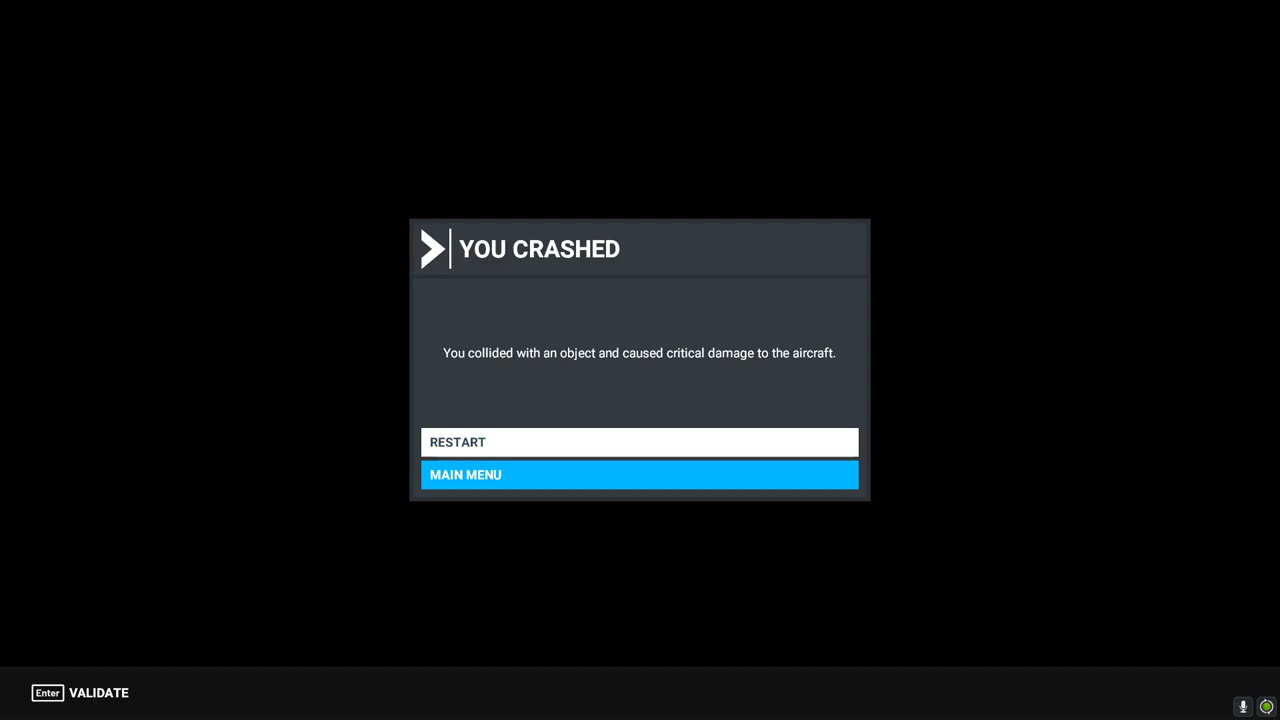 YOU CRASHED
You collided with an object and caused critical damage to the aircraft.
RESTART
MAIN MENU
Enter VALIDATE